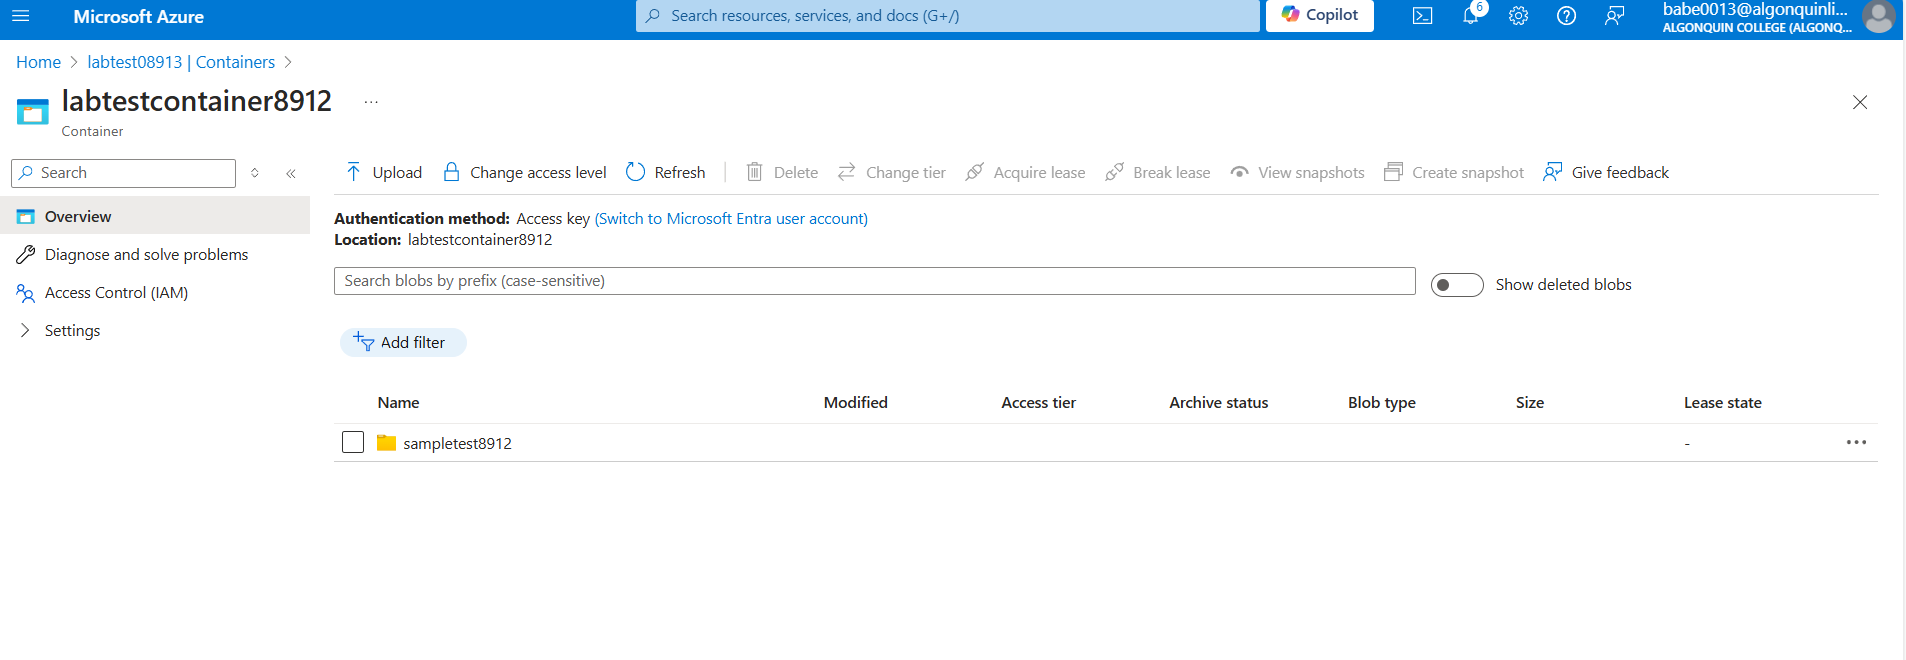 Microsoft Azure
Search resources, services, and docs (G+/)
Copilot
6
babe0013@algonquinli...
ALGONQUIN COLLEGE (ALGONQ...
Home > labtest08913 | Containers >
labtestcontainer8912 ...
Container
Search
Upload Change access level Refresh Delete Change tier Acquire lease Break lease View snapshots Create snapshot Give feedback
Overview
Diagnose and solve problems
Access Control (IAM)
Settings
Authentication method: Access key (Switch to Microsoft Entra user account)
Location: labtestcontainer8912
Search blobs by prefix (case-sensitive)
Show deleted blobs
Add filter
Name Modified Access tier Archive status Blob type Size Lease state
sampletest8912 - ...